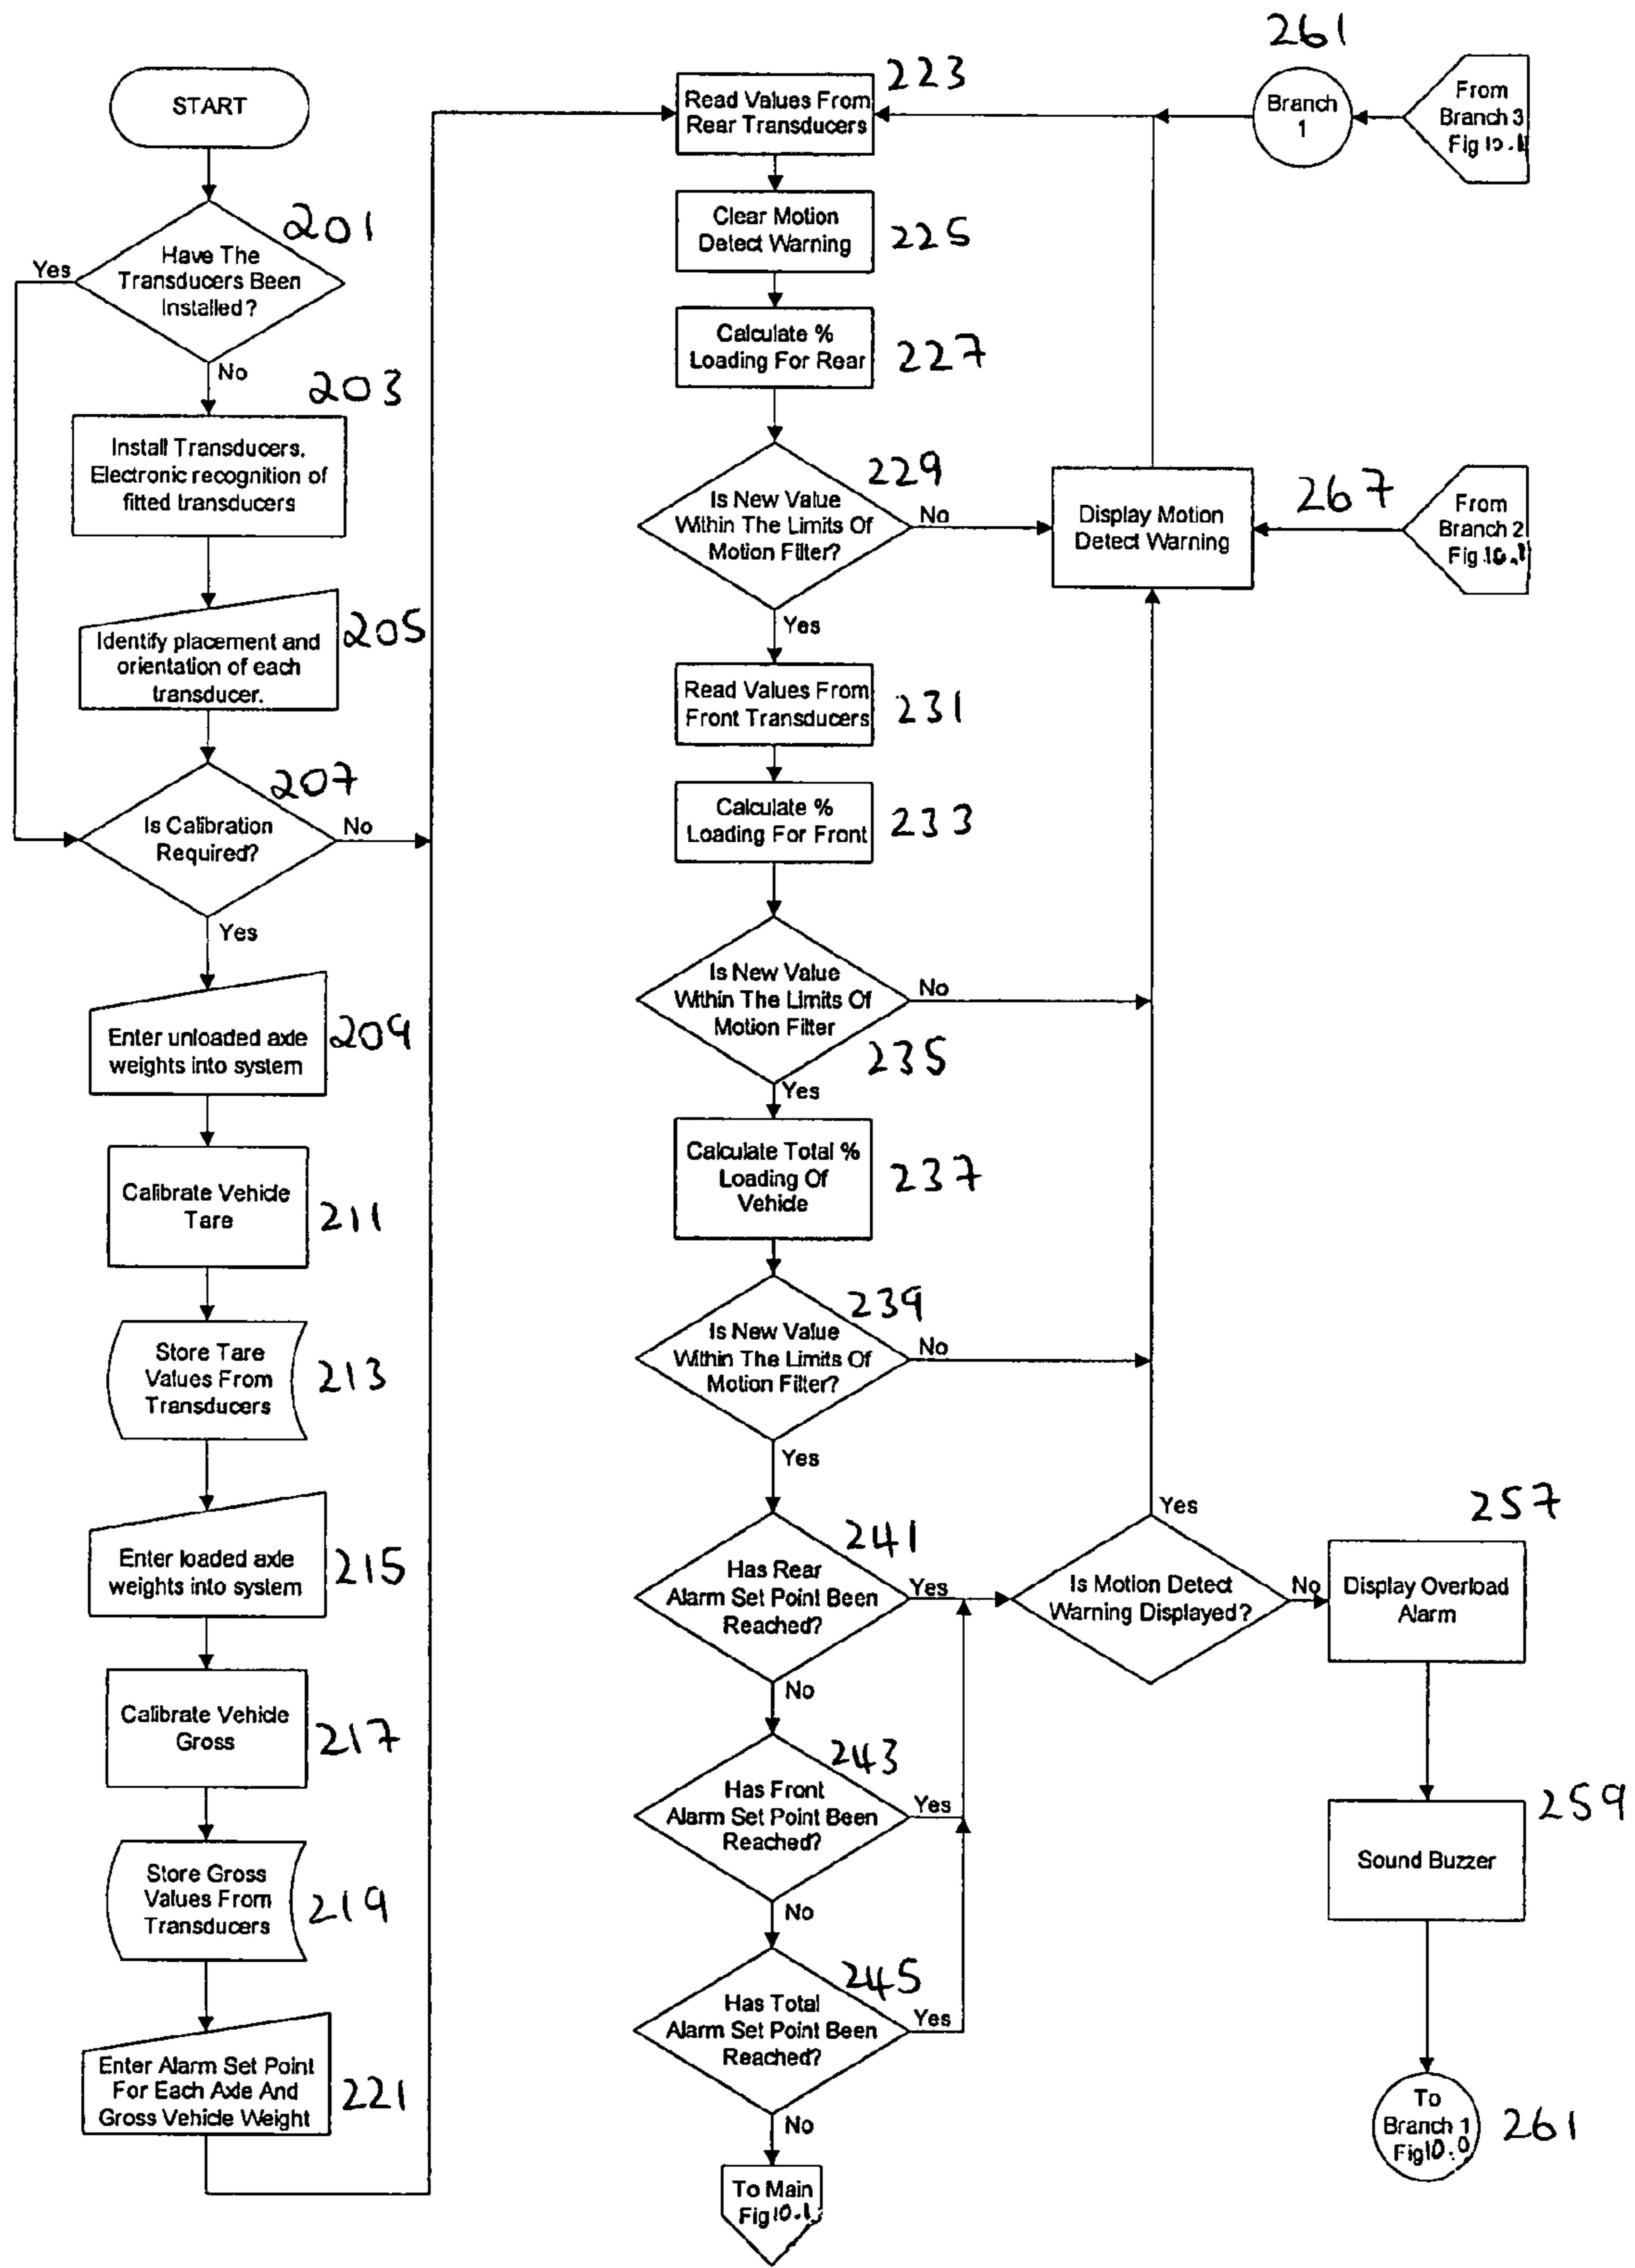 START
201
Have The
Transducers Been
Installed?
Yes
No
203
Install Transducers.
Electronic recognition of
fitted transducers
205
Identify placement and
orientation of each
transducer.
207
Is Calibration
Required?
No
Yes
209
Enter unloaded axle
weights into system
Calibrate Vehicle
Tare
211
Store Tare
Values From
Transducers
213
Enter loaded axle
weights into system
215
Calibrate Vehicle
Gross
217
Store Gross
Values From
Transducers
219
Enter Alarm Set Point
For Each Axle And
Gross Vehicle Weight
221
223
Read Values From
Rear Transducers
Clear Motion
Detect Warning
225
Calculate %
Loading For Rear
227
229
Is New Value
Within The Limits Of
Motion Filter?
No
Yes
Read Values From
Front Transducers
231
Calculate %
Loading For Front
233
Is New Value
Within The Limits Of
Motion Filter
No
235
Yes
Calculate Total %
Loading Of
Vehicle
237
239
Is New Value
Within The Limits Of
Motion Filter?
No
Yes
241
Has Rear
Alarm Set Point Been
Reached?
Yes
No
243
Has Front
Alarm Set Point Been
Reached?
Yes
No
245
Has Total
Alarm Set Point Been
Reached?
Yes
No
To Main
Fig 10.1
261
Branch
1
From
Branch 3
Fig 10.1
Display Motion
Detect Warning
267
From
Branch 2
Fig 10.1
Yes
Is Motion Detect
Warning Displayed?
No
257
Display Overload
Alarm
259
Sound Buzzer
To
Branch 1
Fig 10.0
261